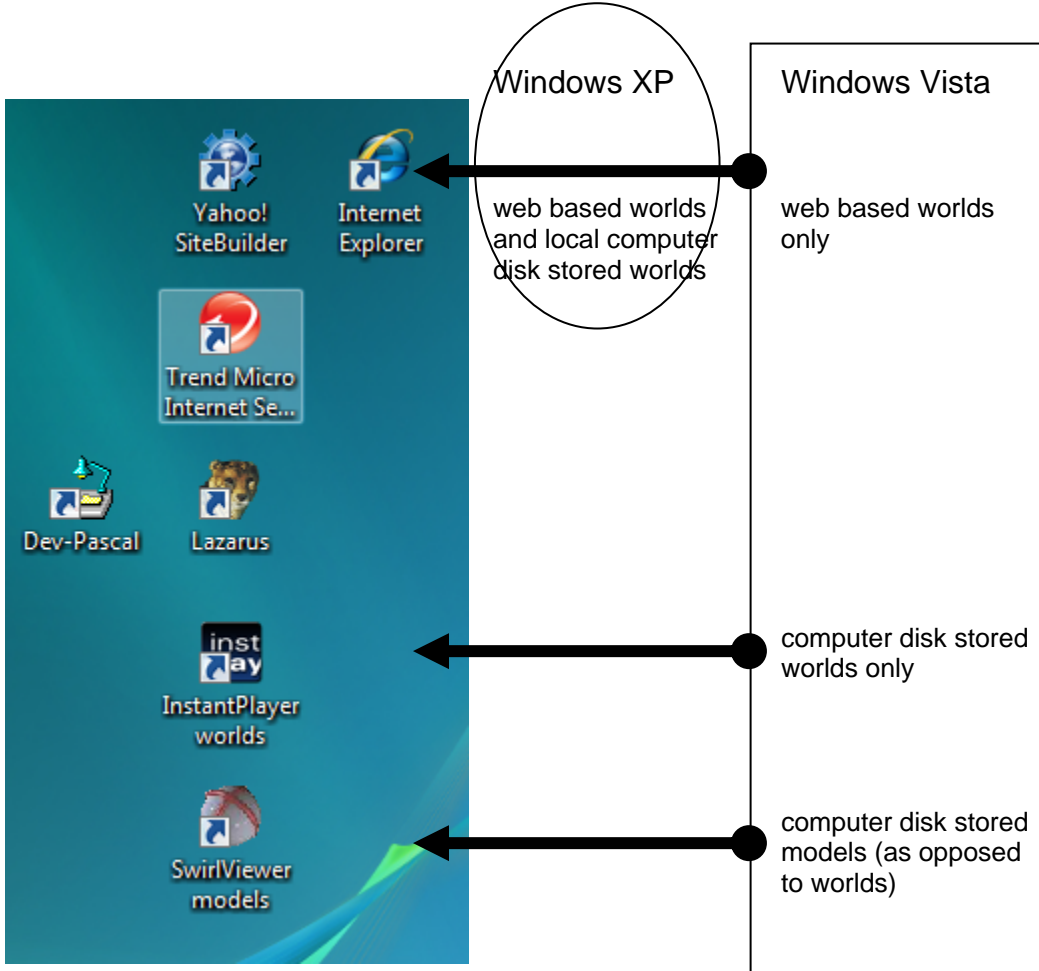 Windows XP
Windows Vista
Yahoo!
SiteBuilder
Internet
Explorer
web based worlds
and local computer
disk stored worlds
web based worlds
only
Trend Micro
Internet Se...
Dev-Pascal
Lazarus
inst
ay
InstantPlayer
worlds
computer disk stored
worlds only
SwirlViewer
models
computer disk stored
models (as opposed
to worlds)